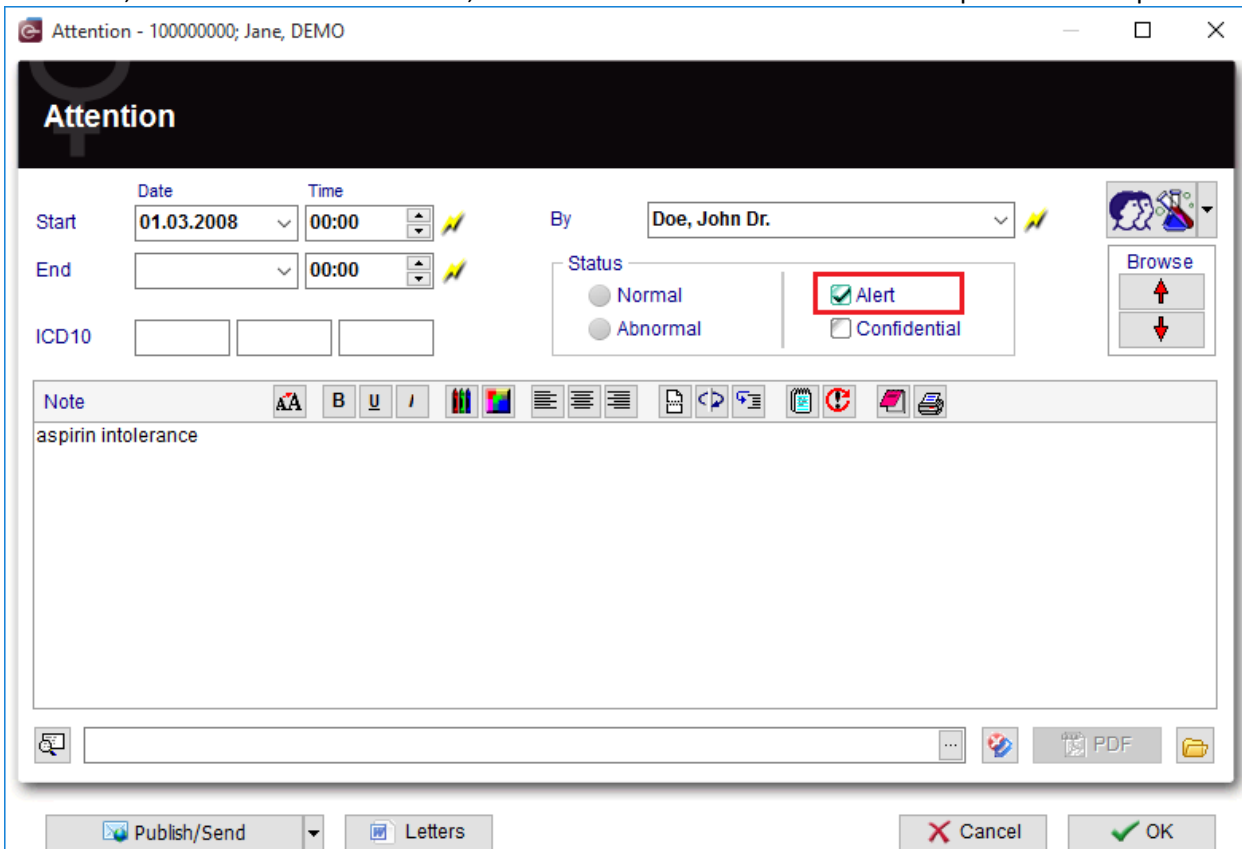 Attention - 100000000; Jane, DEMO
Attention
Date Time
Start 01.03.2008 00:00 By Doe, John Dr.
End 00:00 Status Browse
Normal Alert
ICD10 Abnormal Confidential
Note B U I
aspirin intolerance
... PDF
Publish/Send Letters Cancel OK